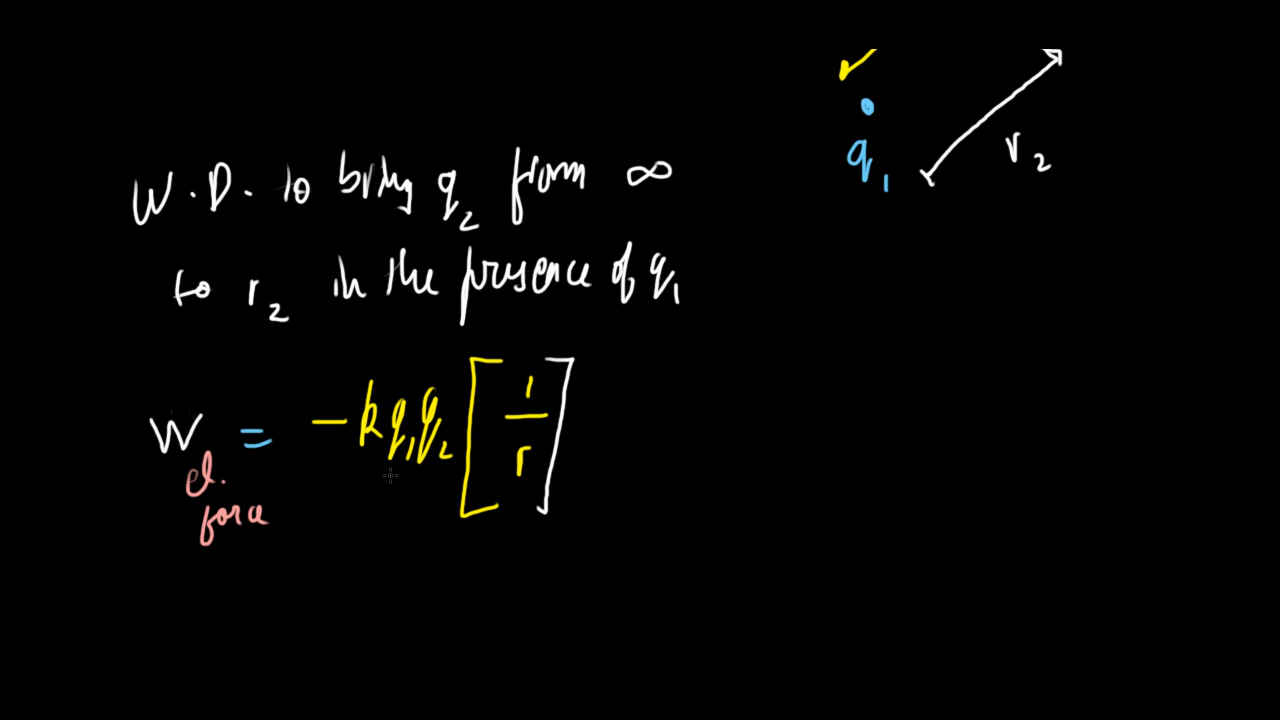 q1
r2
W.D. to bring q2 from ∞
to r2 in the presence of q1
W el. force = -kq1q2 [1/r]